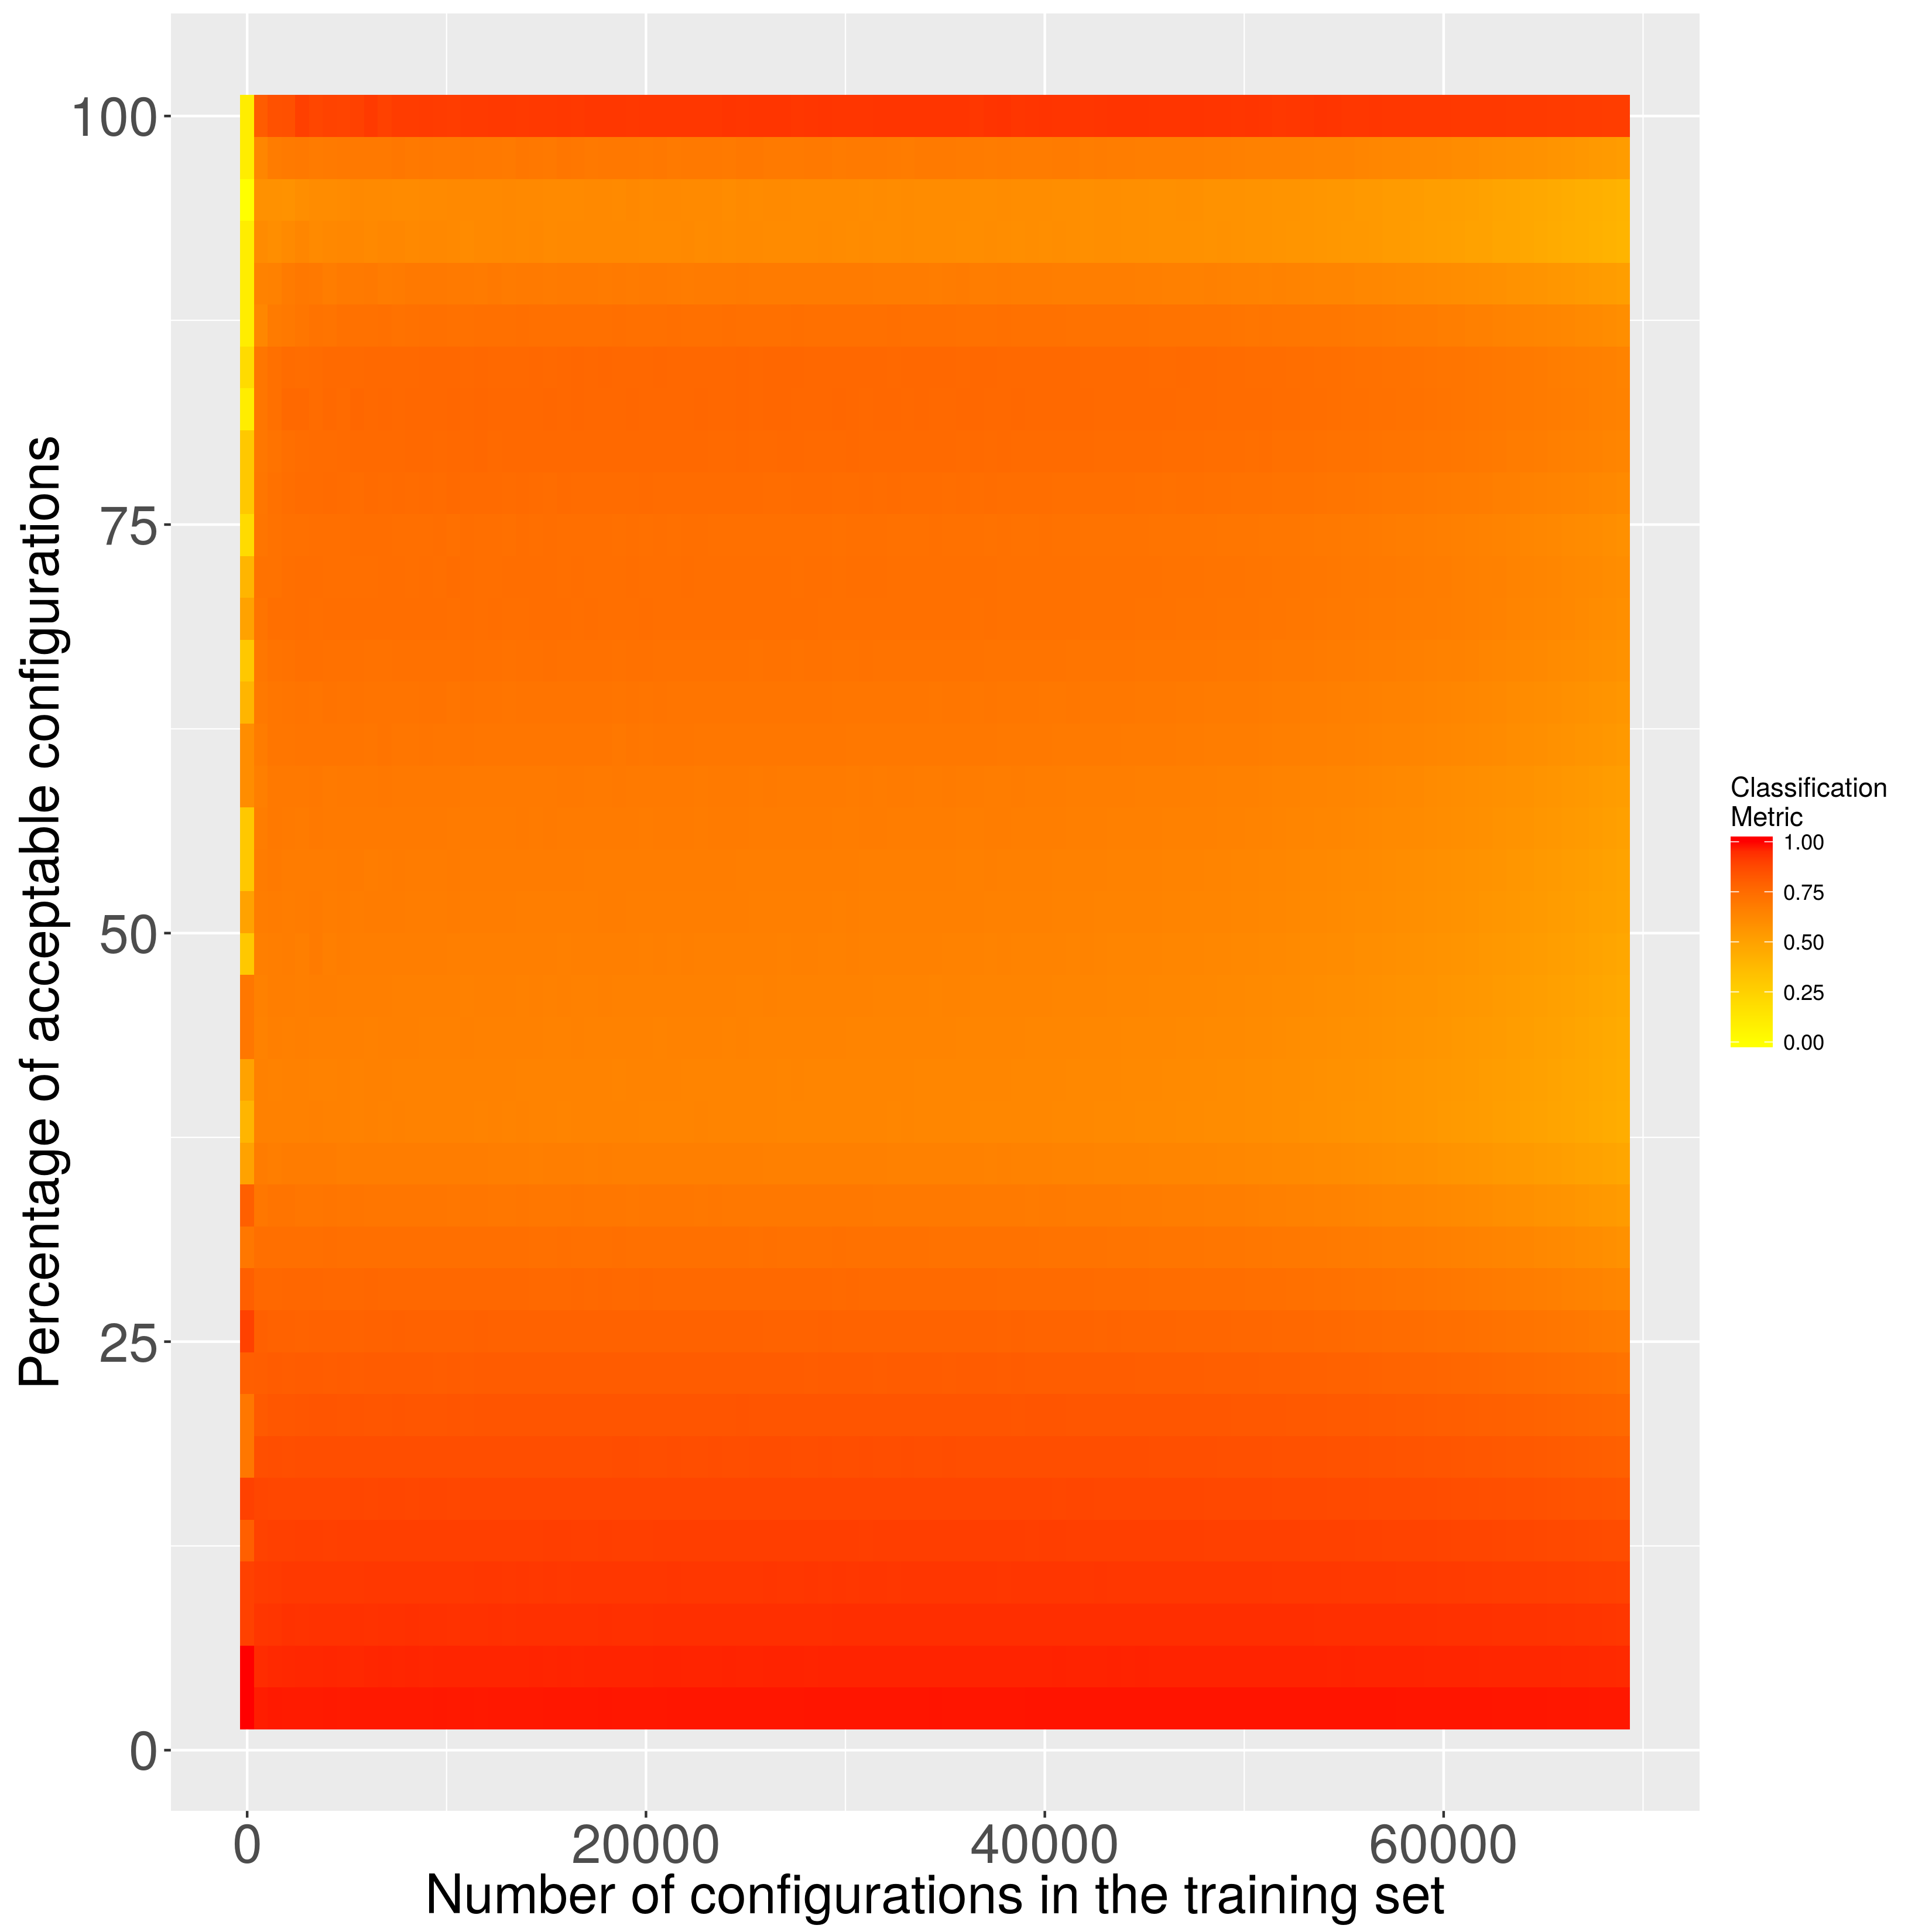 Percentage of acceptable configurations
100
75
50
25
0
0 20000 40000 60000
Number of configurations in the training set
Classification
Metric
1.00
0.75
0.50
0.25
0.00